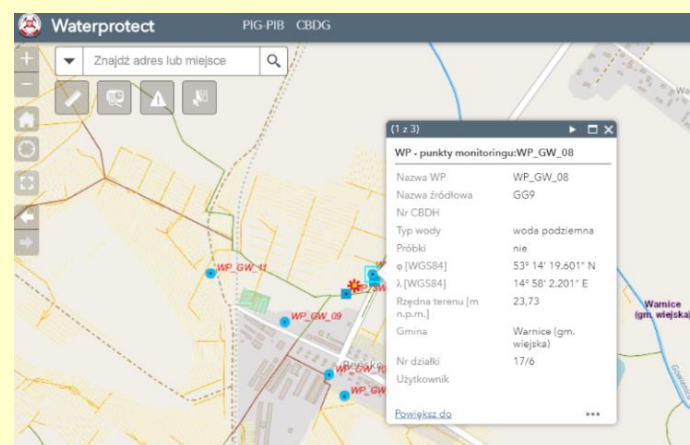 Waterprotect PIG-PIB CBDG
Znajdź adres lub miejsce
(1 z 3)
WP - punkty monitoringu:WP_GW_08
Nazwa WP WP_GW_08
Nazwa źródłowa GG9
Nr CBDH
Typ wody woda podziemna
Próbki nie
φ [WGS84] 53° 14' 19.601" N
λ [WGS84] 14° 58' 2.201" E
Rzędna terenu [m n.p.m.] 23,73
Gmina Warnice (gm. wiejska)
Nr działki 17/6
Użytkownik
Powiększ do
WP_GW_11
WP_GW_09
Warnice
(gm. wiejska)